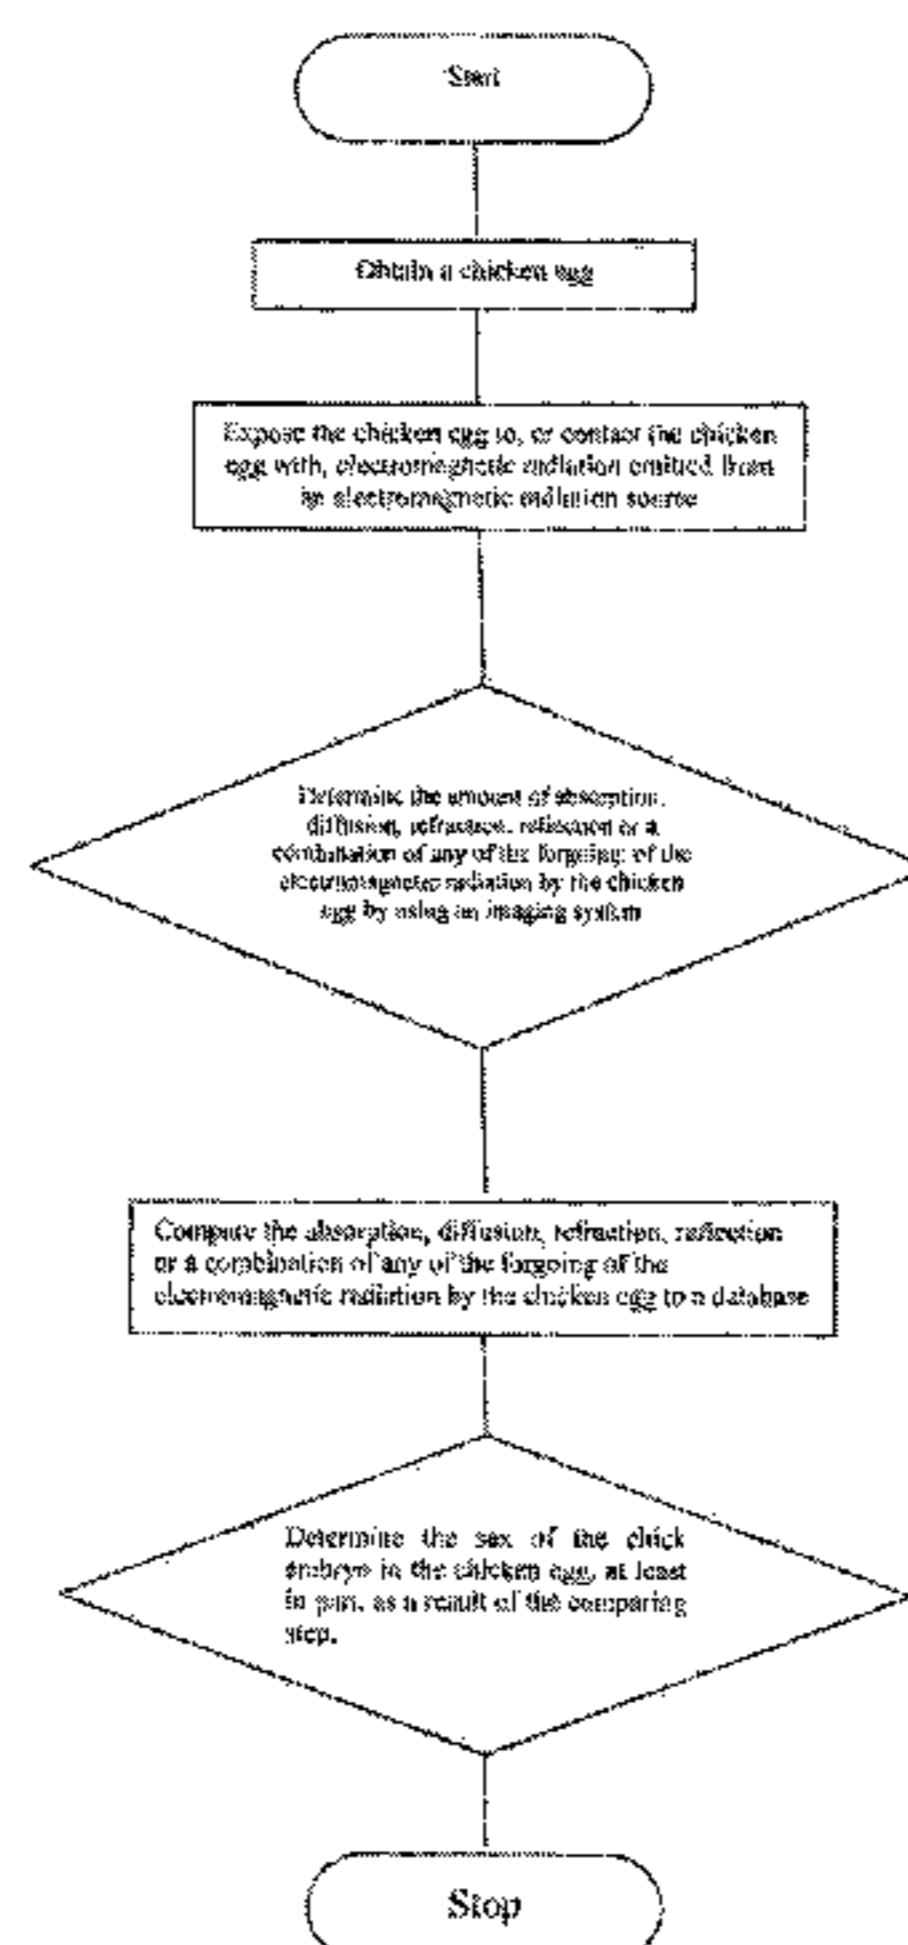 Start
Obtain a chicken egg
Expose the chicken egg to, or contact the chicken
egg with, electromagnetic radiation emitted from
an electromagnetic radiation source
Determine the amount of absorption,
diffusion, refraction, reflection or a
combination of any of the forgoing of the
electromagnetic radiation by the chicken
egg by using an imaging system
Compare the absorption, diffusion, refraction, reflection
or a combination of any of the forgoing of the
electromagnetic radiation by the chicken egg to a database
Determine the sex of the chick
embryo in the chicken egg, at least
in part, as a result of the comparing
step.
Stop